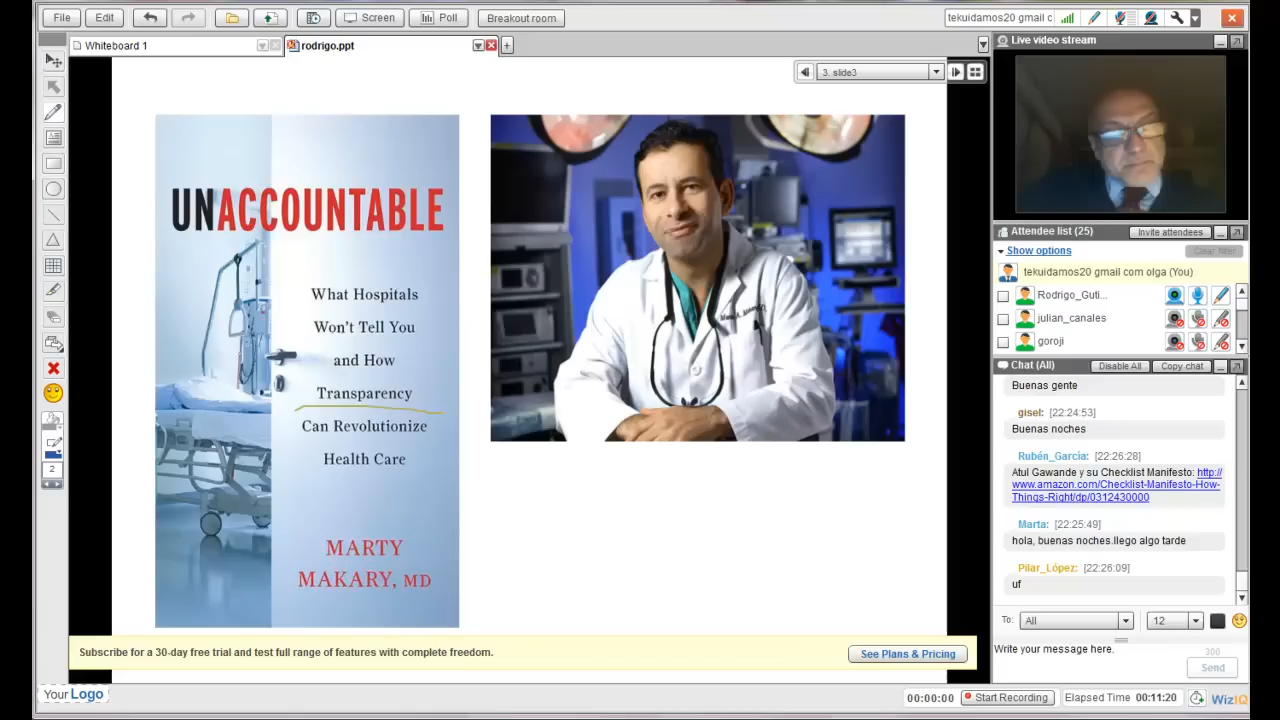 File
Edit
Screen
Poll
Breakout room
tekuidamos20 gmail c
Whiteboard 1
rodrigo.ppt
3. slide3
UNACCOUNTABLE
What Hospitals
Won't Tell You
and How
Transparency
Can Revolutionize
Health Care
MARTY
MAKARY, MD
Live video stream
Attendee list (25)
Invite attendees
Show options
Clear filter
tekuidamos20 gmail com olga (You)
Rodrigo_Guti...
julian_canales
goroji
Chat (All)
Disable All
Copy chat
Buenas gente
gisel: [22:24:53]
Buenas noches
Rubén_García: [22:26:28]
Atul Gawande y su Checklist Manifesto: http://
www.amazon.com/Checklist-Manifesto-How-
Things-Right/dp/0312430000
Marta: [22:25:49]
hola, buenas noches.llego algo tarde
Pilar_López: [22:26:09]
uf
To:
All
12
Write your message here.
300
Send
2
Subscribe for a 30-day free trial and test full range of features with complete freedom.
See Plans & Pricing
Your Logo
00:00:00
Start Recording
Elapsed Time 00:11:20
WizIQ